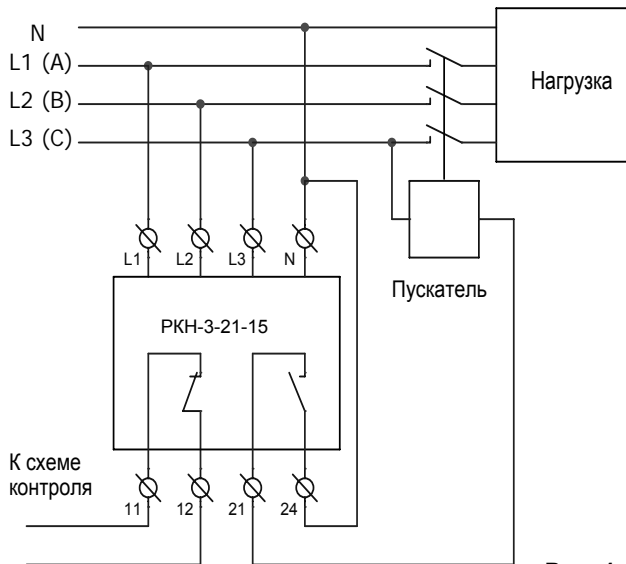 N
L1 (A)
L2 (B)
L3 (C)
Нагрузка
L1 L2 L3 N
Пускатель
РКН-3-21-15
К схеме
контроля
11 12 21 24